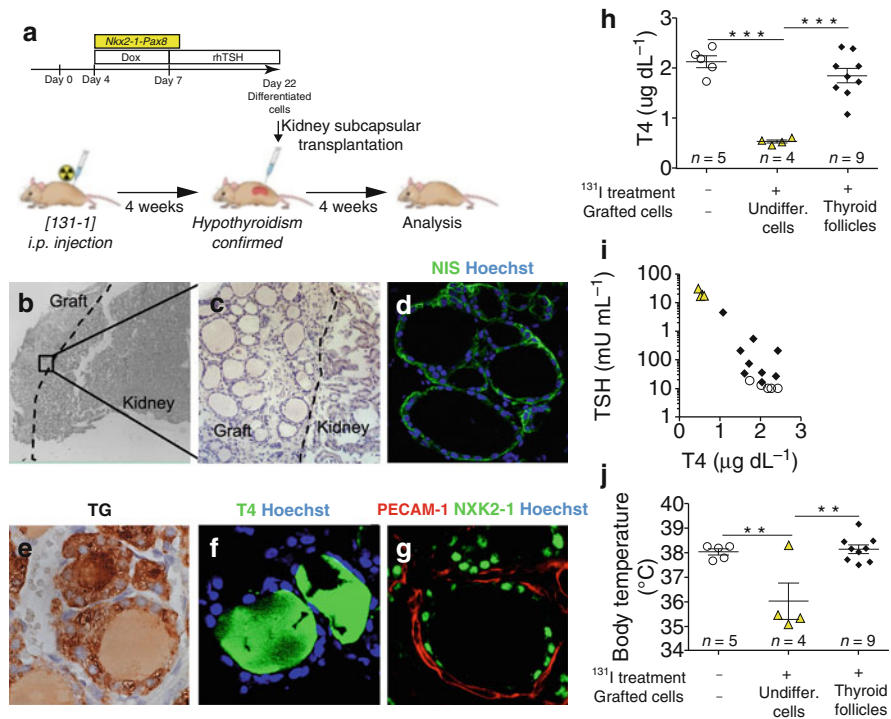 a
Nkx2-1-Pax8
Dox
rhTSH
Day 0
Day 4
Day 7
Day 22
Differentiated
cells
Kidney subcapsular
transplantation
4 weeks
4 weeks
[131-1]
i.p. injection
Hypothyroidism
confirmed
Analysis
b
Graft
Kidney
c
Graft
Kidney
NIS Hoechst
d
TG
e
T4 Hoechst
f
PECAM-1 NXK2-1 Hoechst
g
h
T4 (ug dL−1)
3
2
1
0
* * *
* * *
n = 5
n = 4
n = 9
131I treatment − + +
Grafted cells − Undiffer. cells Thyroid follicles
i
TSH (mU mL−1)
100
10
1
100
10
1
0
1
2
3
T4 (μg dL−1)
j
Body temperature
(°C)
40
39
38
37
36
35
34
* *
* *
n = 5
n = 4
n = 9
131I treatment − + +
Grafted cells − Undiffer. cells Thyroid follicles